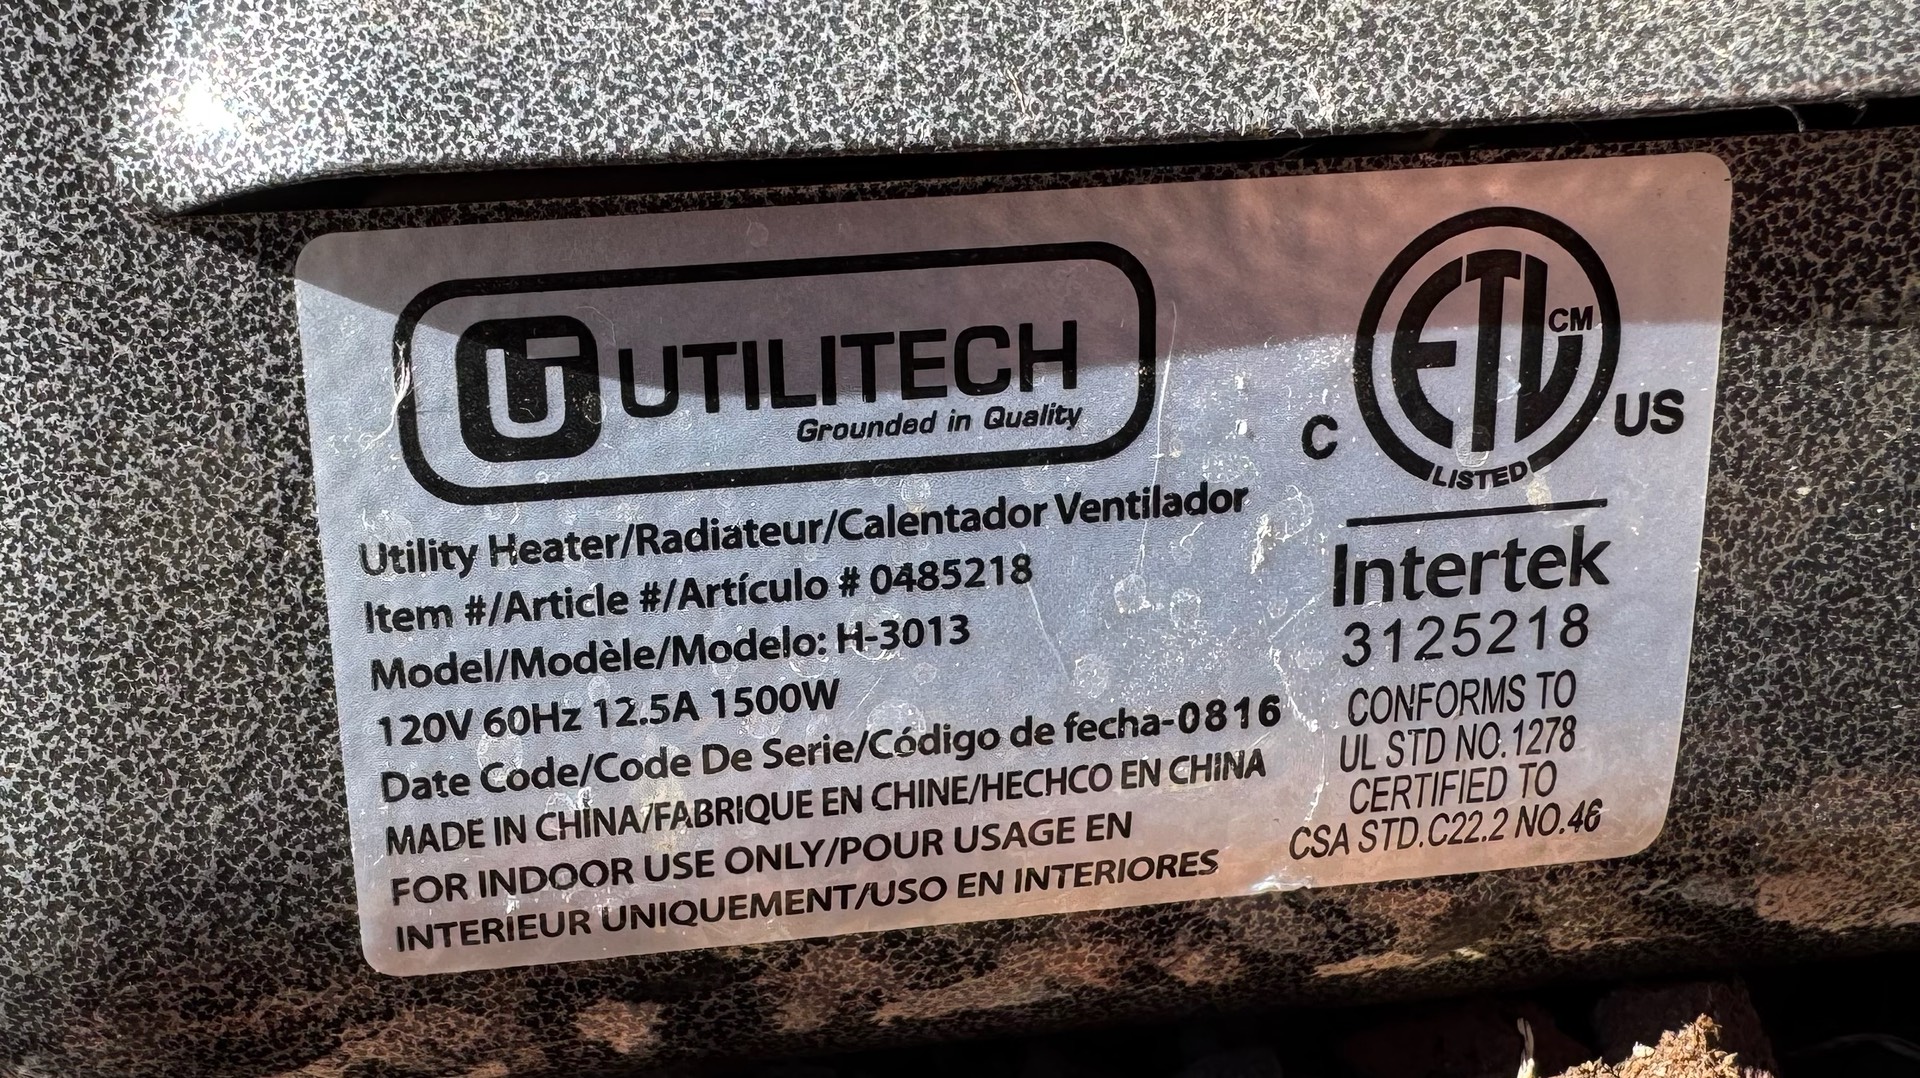 UTILITECH
Grounded in Quality
Utility Heater/Radiateur/Calentador Ventilador
Item #/Article #/Artículo # 0485218
Model/Modèle/Modelo: H-3013
120V 60Hz 12.5A 1500W
Date Code/Code De Serie/Código de fecha-0816
MADE IN CHINA/FABRIQUE EN CHINE/HECHCO EN CHINA
FOR INDOOR USE ONLY/POUR USAGE EN
INTERIEUR UNIQUEMENT/USO EN INTERIORES
ETL CM
C US
LISTED
Intertek
3125218
CONFORMS TO
UL STD NO.1278
CERTIFIED TO
CSA STD.C22.2 NO.46